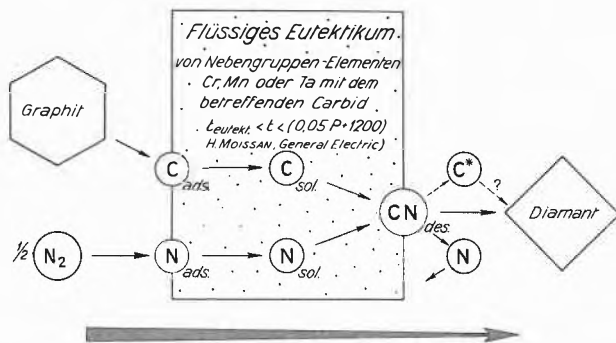 Flüssiges Eutektikum
von Nebengruppen-Elementen
Cr, Mn oder Ta mit dem
betreffenden Carbid
t eutekt. < t < (0,05 P+1200)
H. MOISSAN, General Electric)
Graphit
C ads.
C sol.
C*
?
CN des.
Diamant
½ N₂
N ads.
N sol.
N